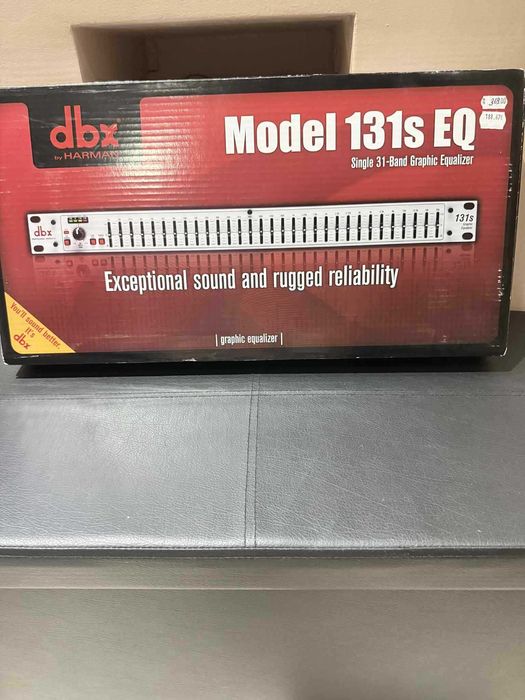 dbx
by HARMAN
Model 131s EQ
Single 31-Band Graphic Equalizer
dbx
131s
Exceptional sound and rugged reliability
You'll sound better.
It's
dbx
| graphic equalizer |